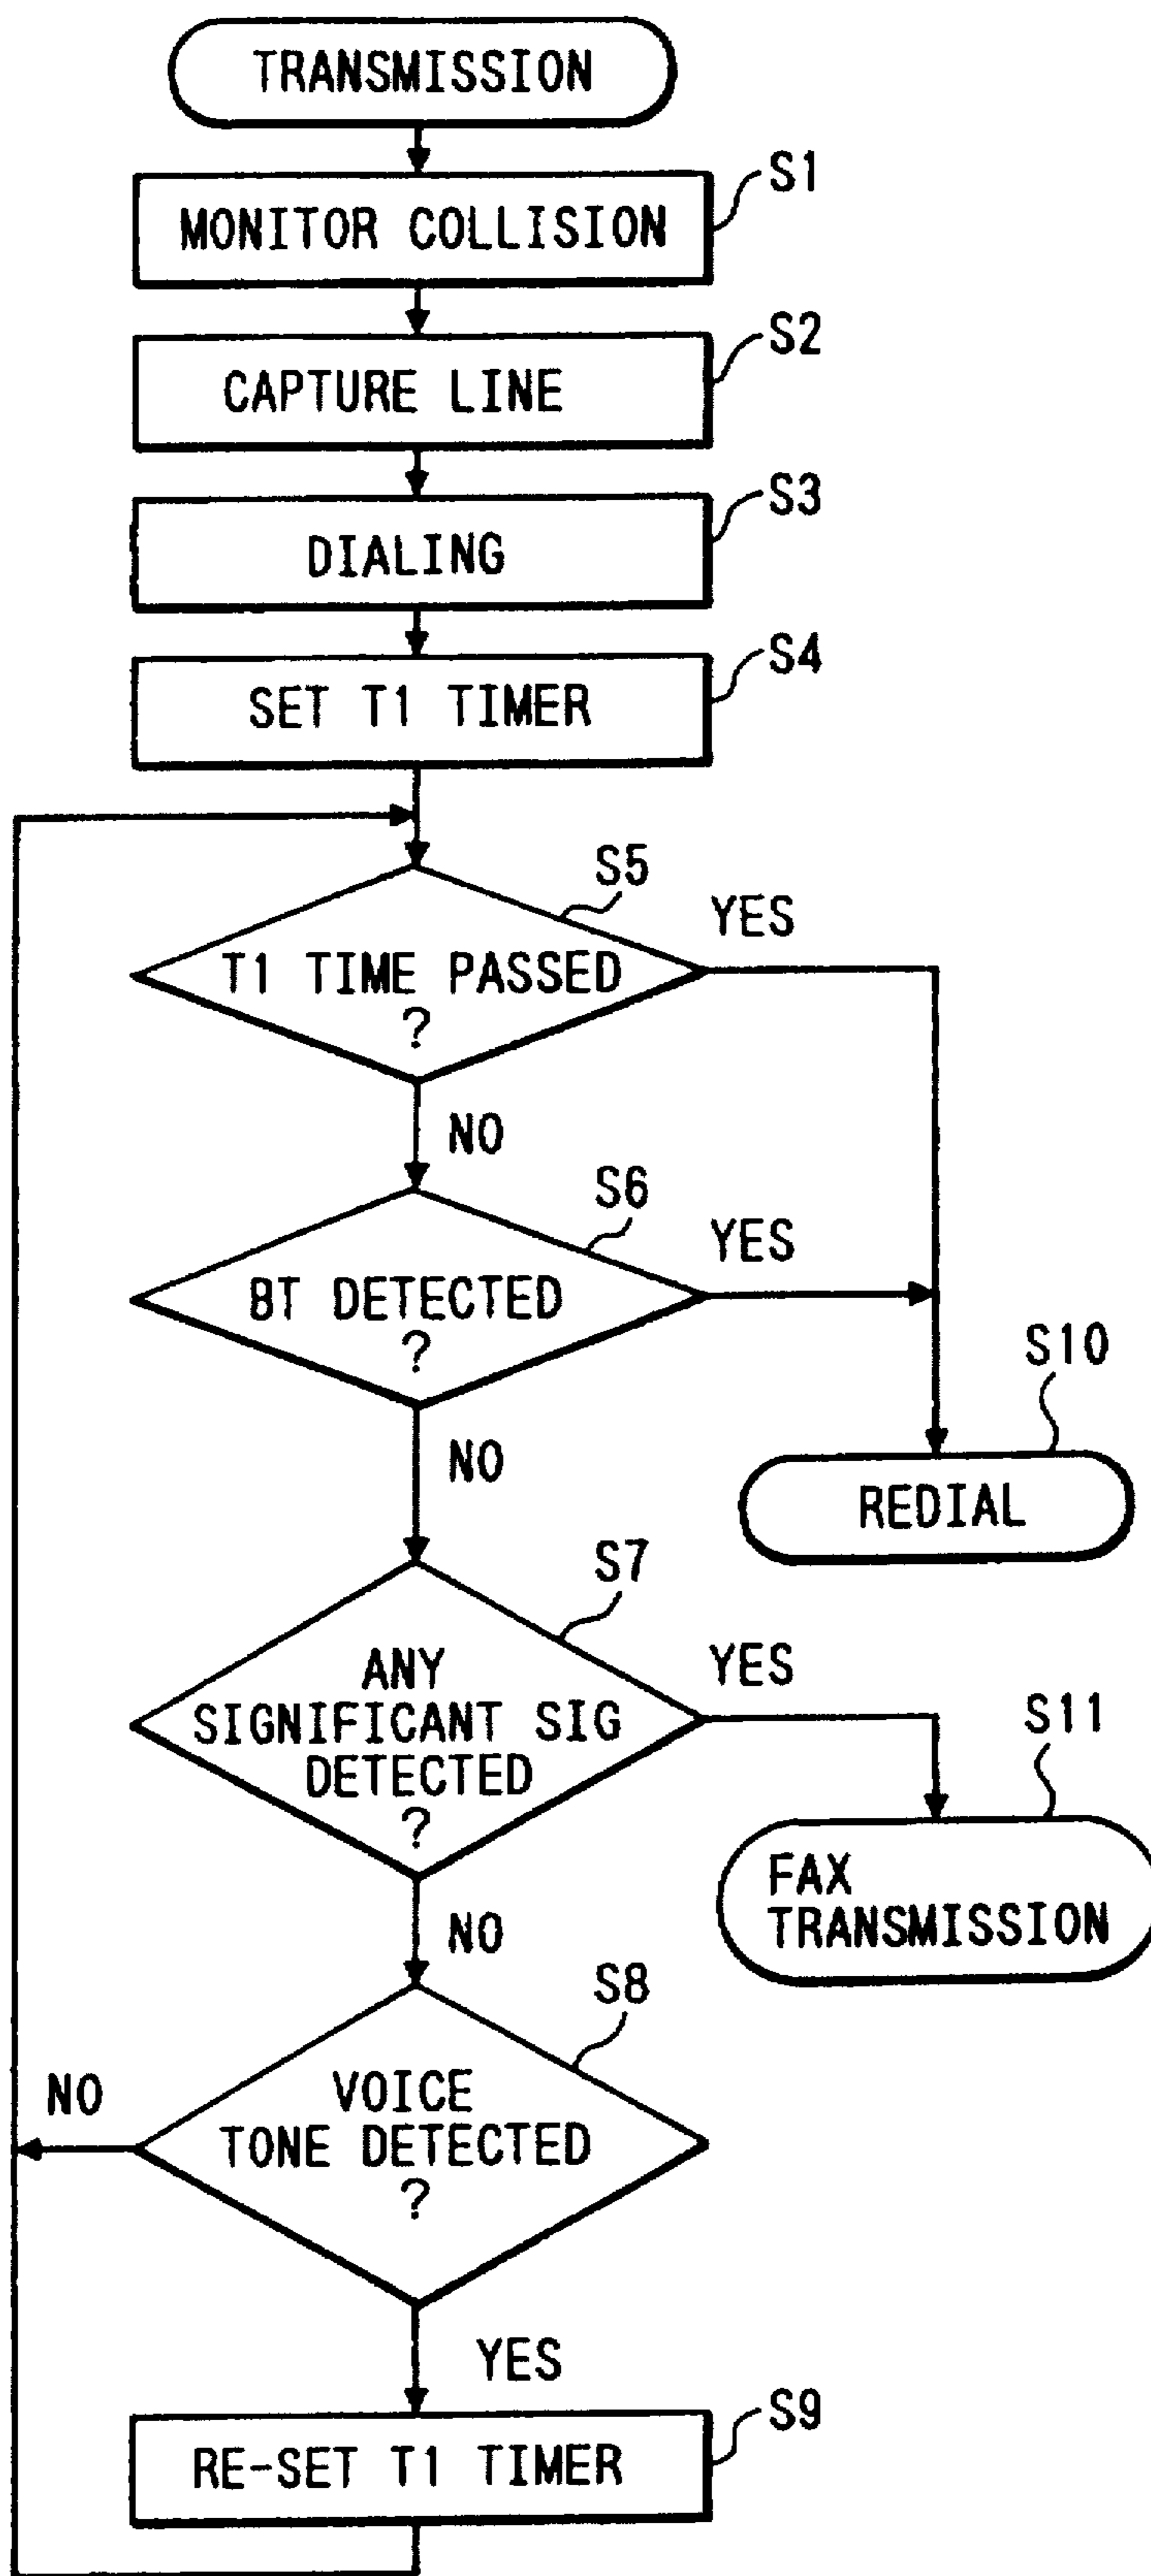 TRANSMISSION
S1
MONITOR COLLISION
S2
CAPTURE LINE
S3
DIALING
S4
SET T1 TIMER
S5
YES
T1 TIME PASSED
?
NO
S6
YES
BT DETECTED
?
S10
NO
REDIAL
S7
YES
ANY
SIGNIFICANT SIG
DETECTED
?
S11
FAX
TRANSMISSION
NO
S8
NO
VOICE
TONE DETECTED
?
YES
S9
RE-SET T1 TIMER